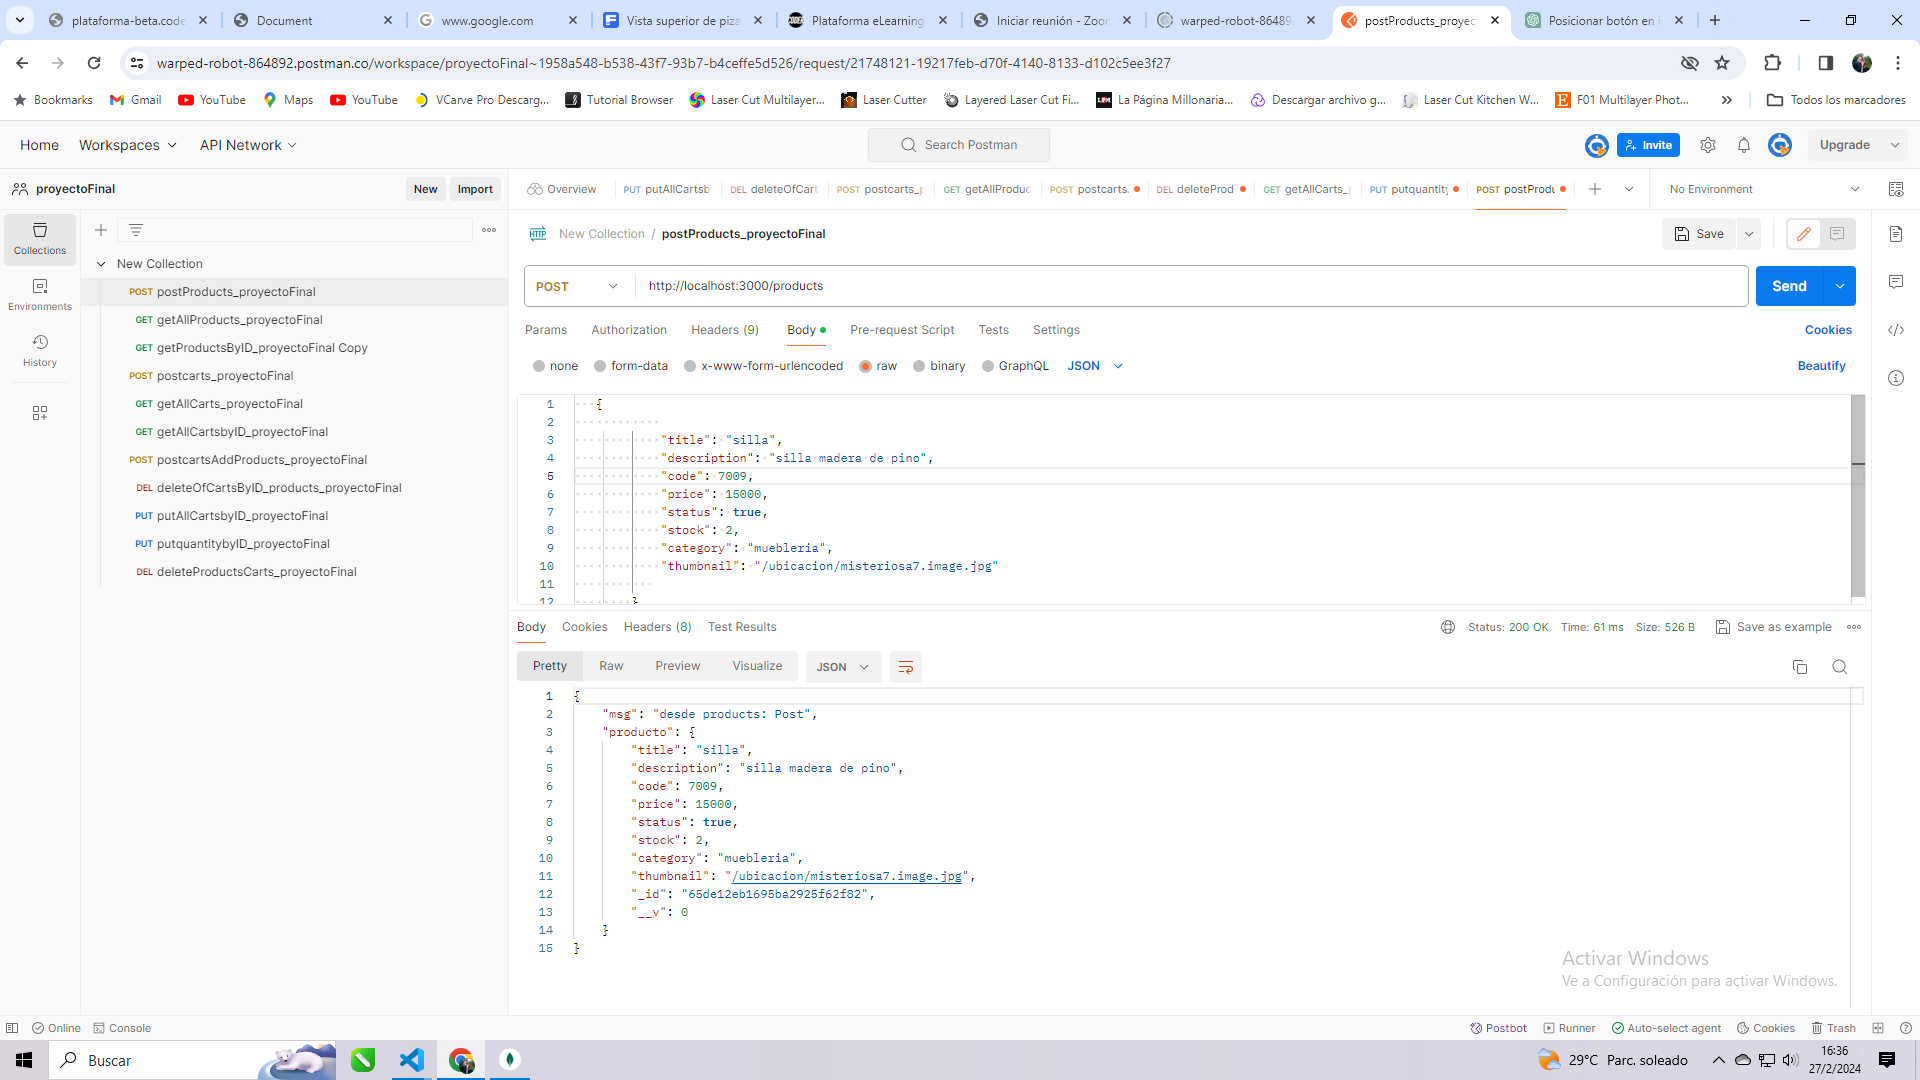 plataforma-beta.code
Document
www.google.com
Vista superior de piza
Plataforma eLearning
Iniciar reunión - Zoom
warped-robot-864892
postProducts_proyect
Posicionar botón en i
warped-robot-864892.postman.co/workspace/proyectoFinal~1958a548-b538-43f7-93b7-b4ceffe5d526/request/21748121-19217feb-d70f-4140-8133-d102c5ee3f27
Bookmarks
Gmail
YouTube
Maps
YouTube
VCarve Pro Descarg...
Tutorial Browser
Laser Cut Multilayer...
Laser Cutter
Layered Laser Cut Fi...
La Página Millonaria...
Descargar archivo g...
Laser Cut Kitchen W...
F01 Multilayer Phot...
Todos los marcadores
Home
Workspaces
API Network
Search Postman
Invite
Upgrade
proyectoFinal
New
Import
Overview
PUT putAllCartsb
DEL deleteOfCart
POST postcarts_p
GET getAllProduc
POST postcarts.
DEL deleteProd
GET getAllCarts_p
PUT putquantity
POST postProdu
No Environment
Collections
Environments
History
New Collection
POST postProducts_proyectoFinal
GET getAllProducts_proyectoFinal
GET getProductsByID_proyectoFinal Copy
POST postcarts_proyectoFinal
GET getAllCarts_proyectoFinal
GET getAllCartsbyID_proyectoFinal
POST postcartsAddProducts_proyectoFinal
DEL deleteOfCartsByID_products_proyectoFinal
PUT putAllCartsbyID_proyectoFinal
PUT putquantitybyID_proyectoFinal
DEL deleteProductsCarts_proyectoFinal
HTTP New Collection / postProducts_proyectoFinal
Save
POST http://localhost:3000/products
Send
Params Authorization Headers (9) Body Pre-request Script Tests Settings Cookies
none form-data x-www-form-urlencoded raw binary GraphQL JSON Beautify
1 {
2
3 "title": "silla",
4 "description": "silla madera de pino",
5 "code": 7009,
6 "price": 15000,
7 "status": true,
8 "stock": 2,
9 "category": "muebleria",
10 "thumbnail": "/ubicacion/misteriosa7.image.jpg"
11
12 }
Body Cookies Headers (8) Test Results
Status: 200 OK Time: 61 ms Size: 526 B Save as example
Pretty Raw Preview Visualize JSON
1 {
2 "msg": "desde products: Post",
3 "producto": {
4 "title": "silla",
5 "description": "silla madera de pino",
6 "code": 7009,
7 "price": 15000,
8 "status": true,
9 "stock": 2,
10 "category": "muebleria",
11 "thumbnail": "/ubicacion/misteriosa7.image.jpg",
12 "_id": "65de12eb1695ba2925f62f82",
13 "__v": 0
14 }
15 }
Activar Windows
Ve a Configuración para activar Windows.
Online
Console
Postbot
Runner
Auto-select agent
Cookies
Trash
Buscar
29°C Parc. soleado
16:36
27/2/2024